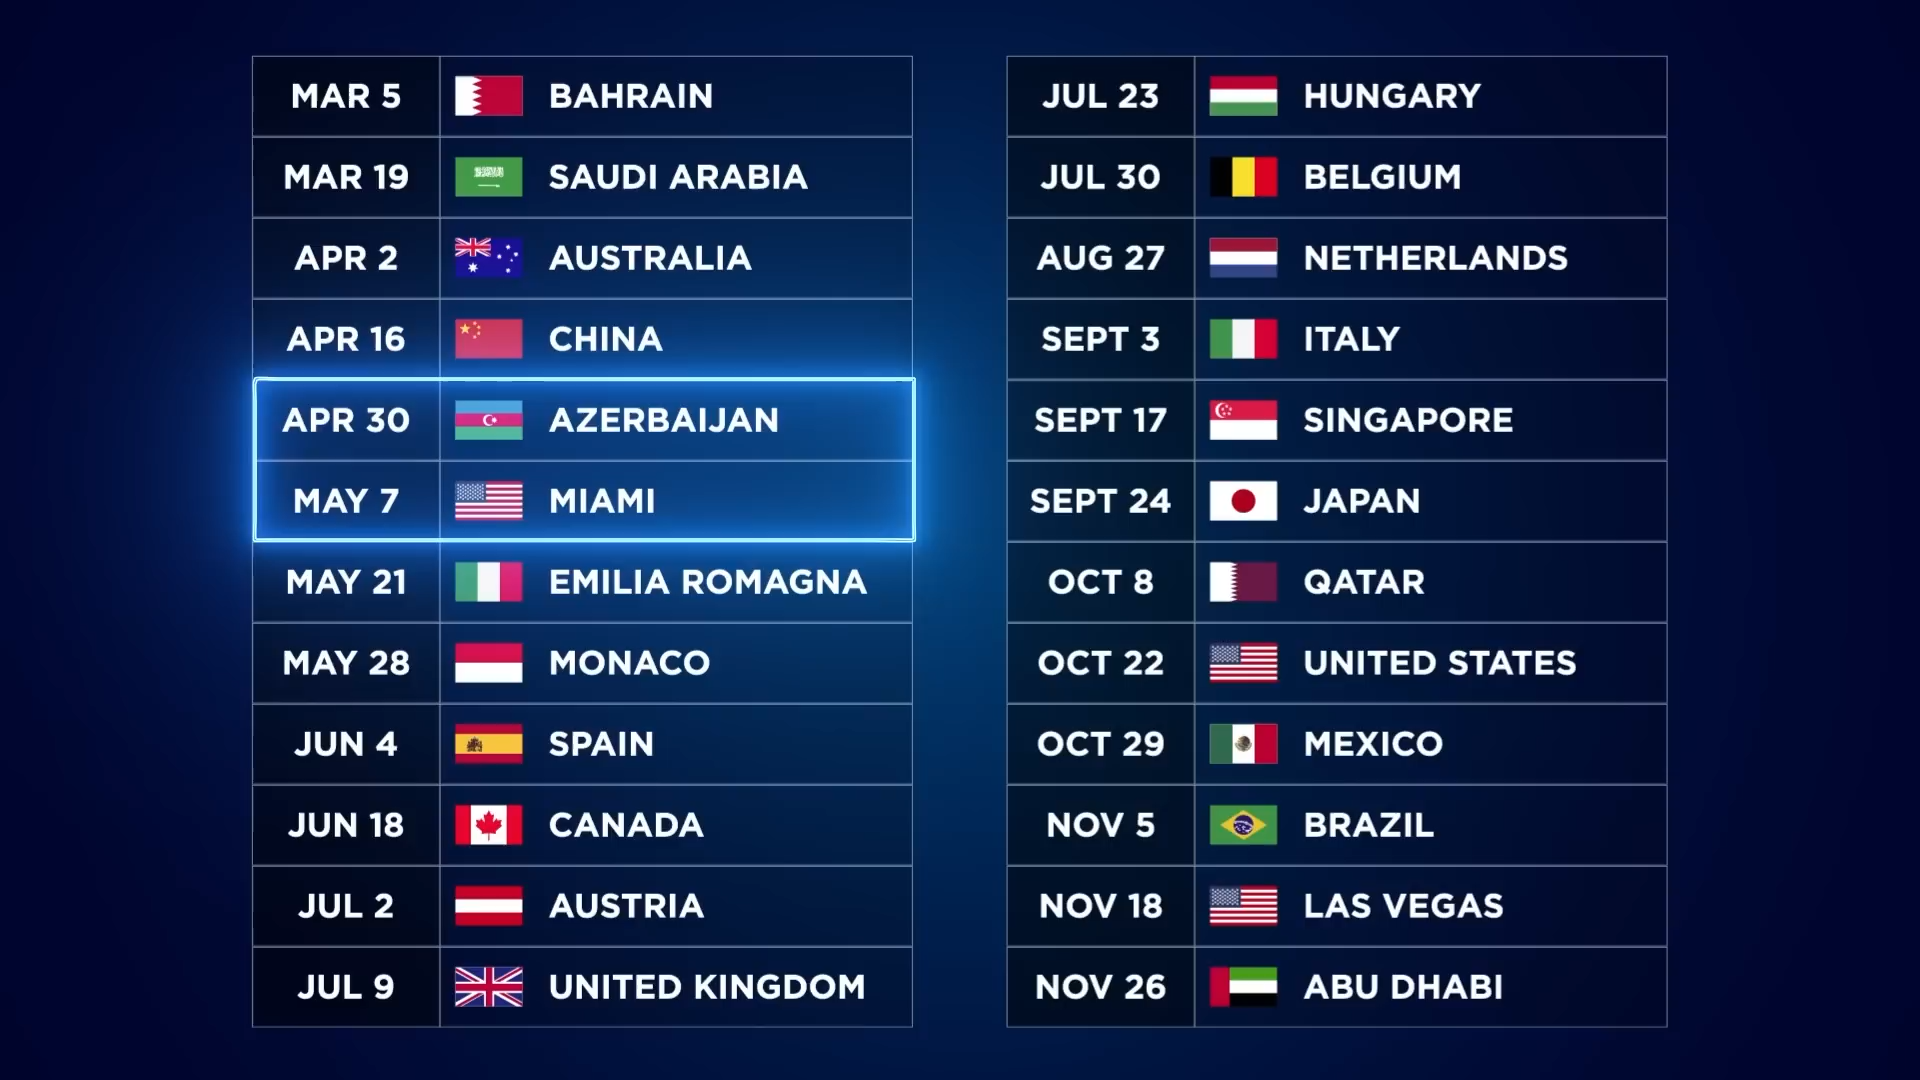 MAR 5 BAHRAIN
MAR 19 SAUDI ARABIA
APR 2 AUSTRALIA
APR 16 CHINA
APR 30 AZERBAIJAN
MAY 7 MIAMI
MAY 21 EMILIA ROMAGNA
MAY 28 MONACO
JUN 4 SPAIN
JUN 18 CANADA
JUL 2 AUSTRIA
JUL 9 UNITED KINGDOM
JUL 23 HUNGARY
JUL 30 BELGIUM
AUG 27 NETHERLANDS
SEPT 3 ITALY
SEPT 17 SINGAPORE
SEPT 24 JAPAN
OCT 8 QATAR
OCT 22 UNITED STATES
OCT 29 MEXICO
NOV 5 BRAZIL
NOV 18 LAS VEGAS
NOV 26 ABU DHABI